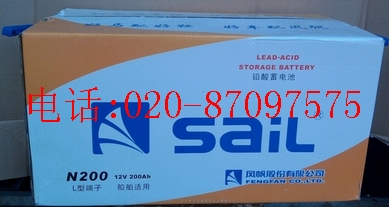 LEAD-ACID
STORAGE BATTERY
铅酸蓄电池
电话:020-87097575
SaiL
N200 12V 200Ah
L型端子 船舶适用
风帆股份有限公司
FENGFAN CO.,LTD.